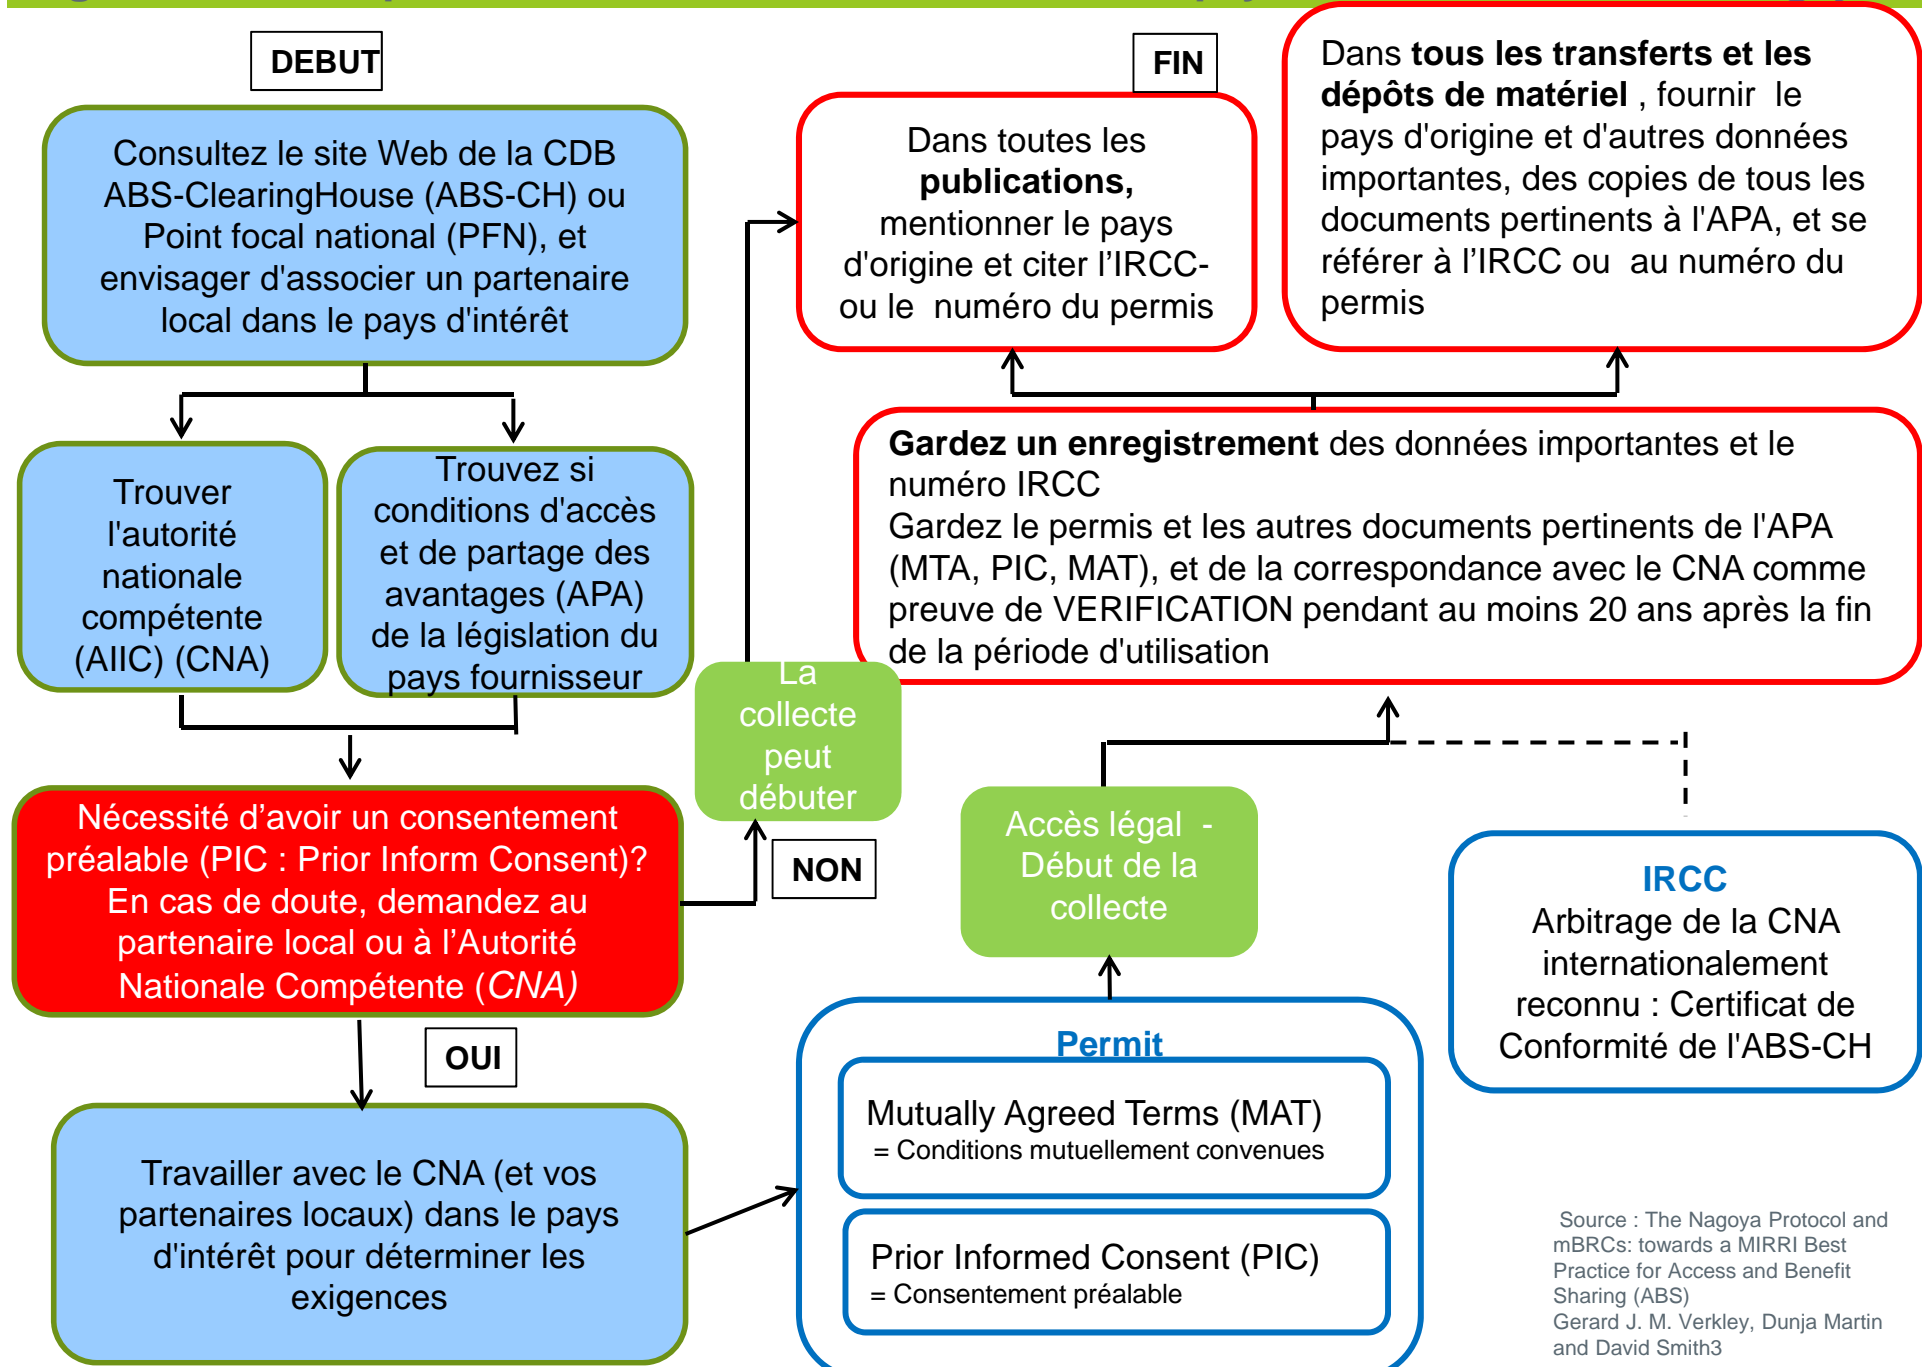 DEBUT
Consultez le site Web de la CDB
ABS-ClearingHouse (ABS-CH) ou
Point focal national (PFN), et
envisager d'associer un partenaire
local dans le pays d'intérêt
Trouver
l'autorité
nationale
compétente
(AIIC) (CNA)
Trouvez si
conditions d'accès
et de partage des
avantages (APA)
de la législation du
pays fournisseur
Nécessité d’avoir un consentement
préalable (PIC : Prior Inform Consent)?
En cas de doute, demandez au
partenaire local ou à l’Autorité
Nationale Compétente (CNA)
NON
La
collecte
peut
débuter
OUI
Travailler avec le CNA (et vos
partenaires locaux) dans le pays
d'intérêt pour déterminer les
exigences
Permit
Mutually Agreed Terms (MAT)
= Conditions mutuellement convenues
Prior Informed Consent (PIC)
= Consentement préalable
Accès légal -
Début de la
collecte
IRCC
Arbitrage de la CNA
internationalement
reconnu : Certificat de
Conformité de l'ABS-CH
Gardez un enregistrement des données importantes et le
numéro IRCC
Gardez le permis et les autres documents pertinents de l'APA
(MTA, PIC, MAT), et de la correspondance avec le CNA comme
preuve de VERIFICATION pendant au moins 20 ans après la fin
de la période d'utilisation
FIN
Dans toutes les
publications,
mentionner le pays
d'origine et citer l’IRCC-
ou le numéro du permis
Dans tous les transferts et les
dépôts de matériel , fournir le
pays d'origine et d'autres données
importantes, des copies de tous les
documents pertinents à l'APA, et se
référer à l’IRCC ou au numéro du
permis
Source : The Nagoya Protocol and
mBRCs: towards a MIRRI Best
Practice for Access and Benefit
Sharing (ABS)
Gerard J. M. Verkley, Dunja Martin
and David Smith3